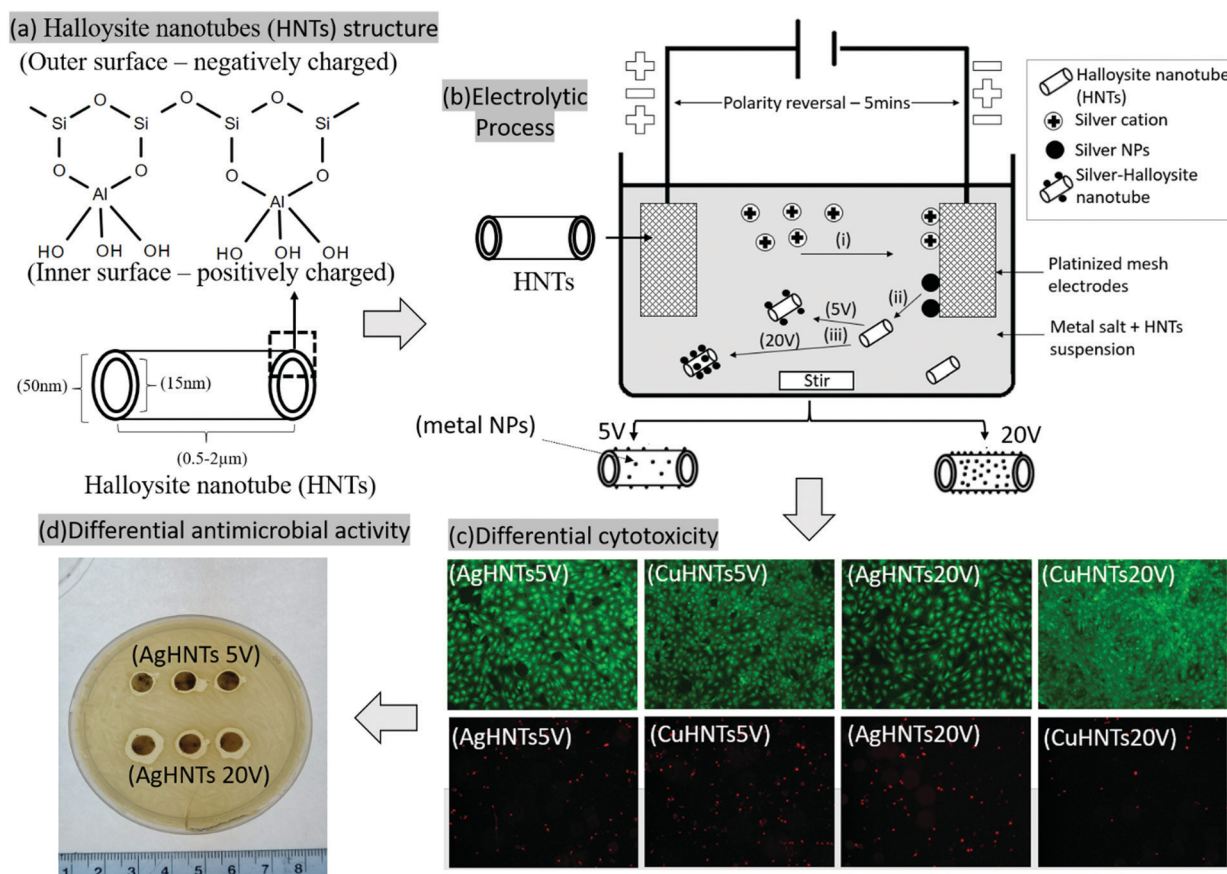 (a) Halloysite nanotubes (HNTs) structure
(Outer surface – negatively charged)
O O O
Si Si Si Si
O O O O
Al Al
HO OH OH HO OH OH
(Inner surface – positively charged)
(50nm)
(15nm)
(0.5-2µm)
Halloysite nanotube (HNTs)
(b)Electrolytic
Process
Polarity reversal – 5mins
HNTs
(i)
(ii)
(5V)
(iii)
(20V)
Stir
Halloysite nanotube
(HNTs)
Silver cation
Silver NPs
Silver-Halloysite
nanotube
Platinized mesh
electrodes
Metal salt + HNTs
suspension
(metal NPs)
5V
20V
(c)Differential cytotoxicity
(AgHNTs5V)
(CuHNTs5V)
(AgHNTs20V)
(CuHNTs20V)
(AgHNTs5V)
(CuHNTs5V)
(AgHNTs20V)
(CuHNTs20V)
(d)Differential antimicrobial activity
(AgHNTs 5V)
(AgHNTs 20V)
1 2 3 4 5 6 7 8